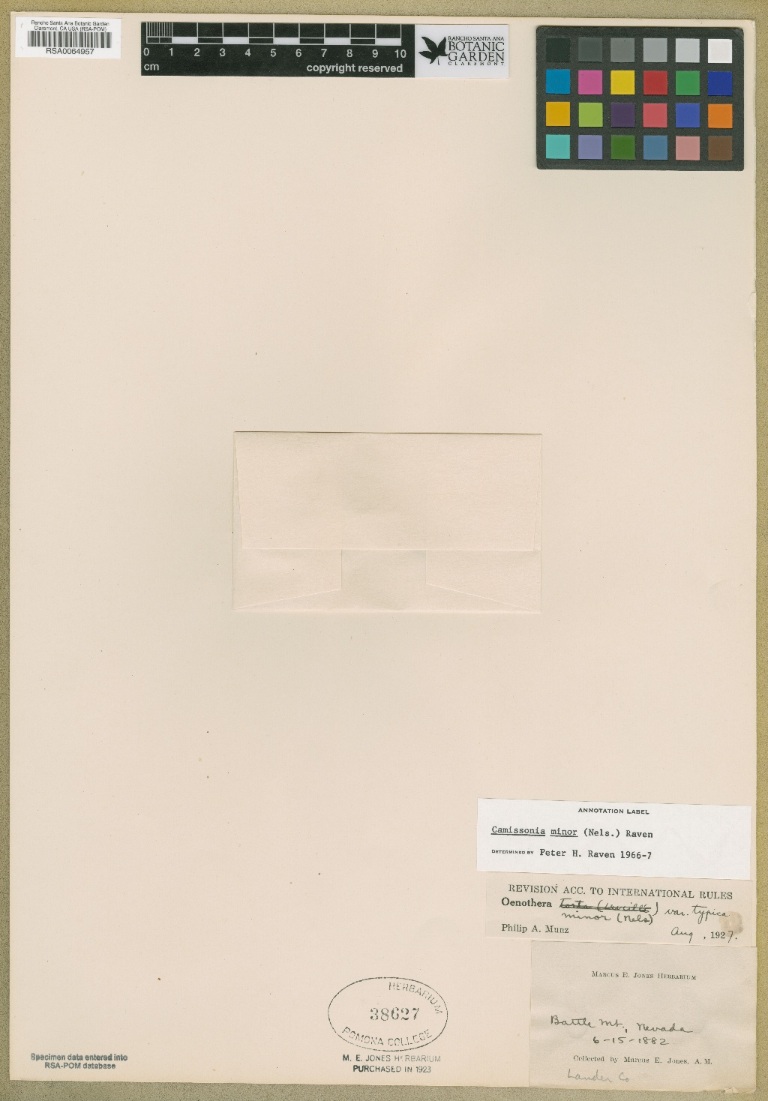 Rancho Santa Ana Botanic Garden
Claremont, CA USA (RSA-POM)
RSA0064957
0 1 2 3 4 5 6 7 8 9 10
cm
copyright reserved
RANCHO SANTA ANA
BOTANIC
GARDEN
CLAREMONT
ANNOTATION LABEL
Camissonia minor (Nels.) Raven
DETERMINED BY Peter H. Raven 1966-7
REVISION ACC. TO INTERNATIONAL RULES
Oenothera var. typica
minor (Nels)
Philip A. Munz Aug , 1927.
MARCUS E. JONES HERBARIUM
Battle Mt., Nevada
6-15-1882
Collected by Marcus E. Jones, A. M.
Lander Co
HERBARIUM
38627
POMONA COLLEGE
M. E. JONES HERBARIUM
PURCHASED IN 1923
Specimen data entered into
RSA-POM database